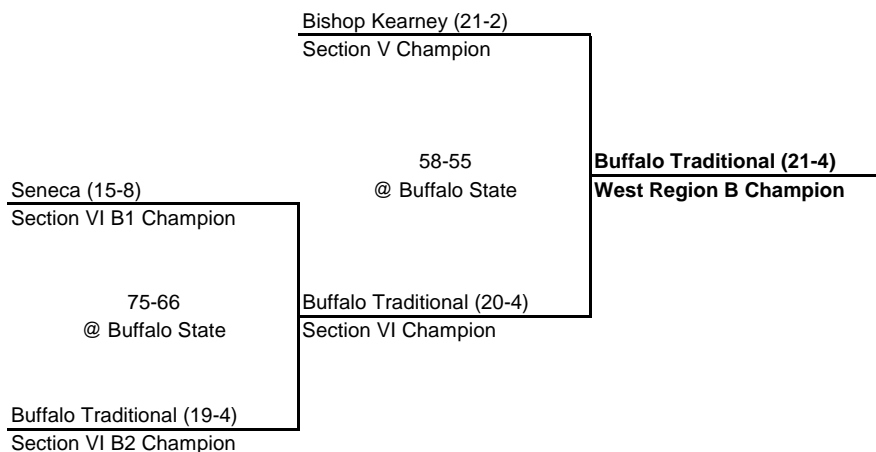 Bishop Kearney (21-2)
Section V Champion
58-55
@ Buffalo State
Buffalo Traditional (21-4)
West Region B Champion
Seneca (15-8)
Section VI B1 Champion
75-66
@ Buffalo State
Buffalo Traditional (20-4)
Section VI Champion
Buffalo Traditional (19-4)
Section VI B2 Champion